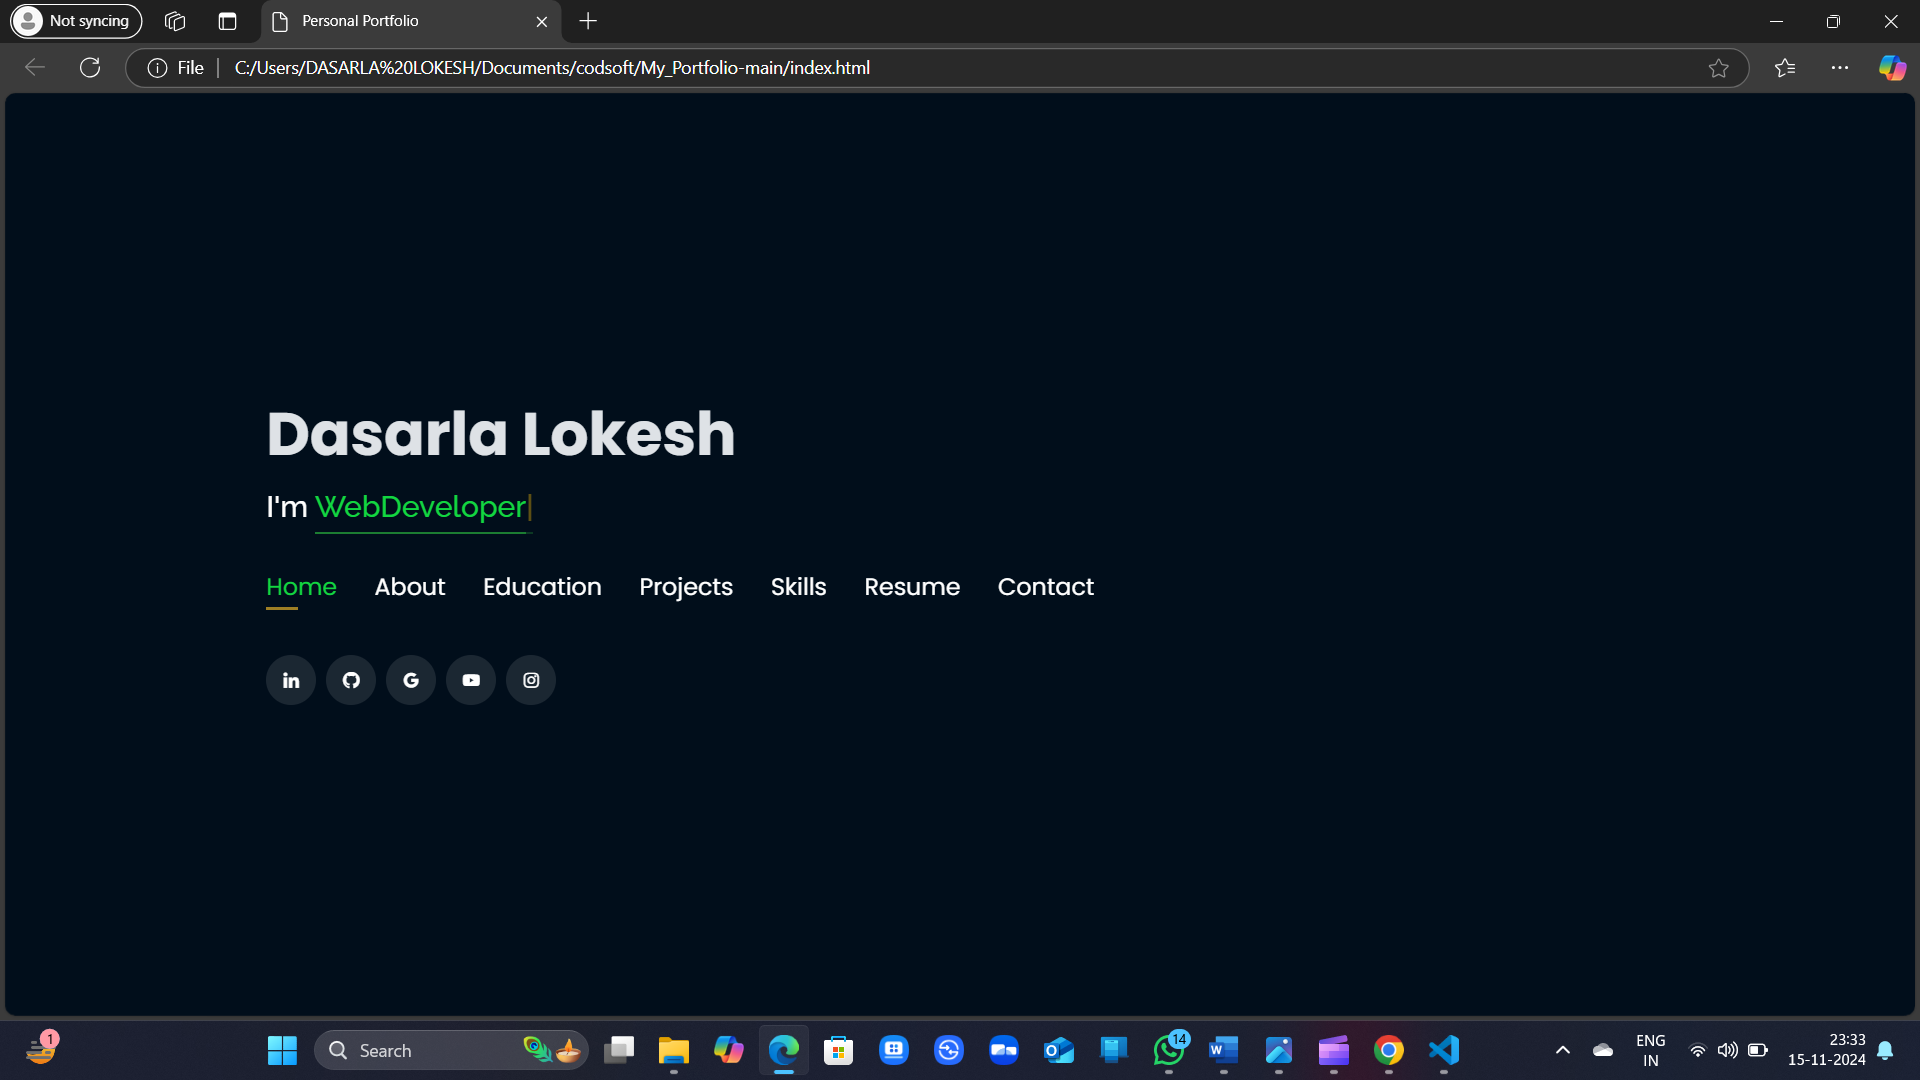 Not syncing
Personal Portfolio
File
C:/Users/DASARLA%20LOKESH/Documents/codsoft/My_Portfolio-main/index.html
Dasarla Lokesh
I'm WebDeveloper|
Home About Education Projects Skills Resume Contact
1
Search
14
ENG
IN
23:33
15-11-2024